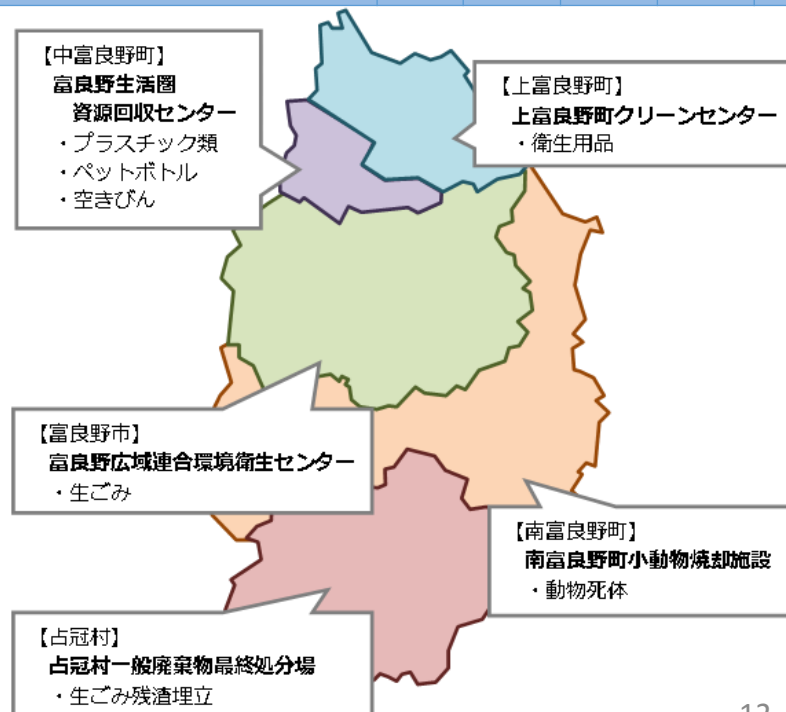 【中富良野町】
富良野生活圏
資源回収センター
・プラスチック類
・ペットボトル
・空きびん
【上富良野町】
上富良野町クリーンセンター
・衛生用品
【富良野市】
富良野広域連合環境衛生センター
・生ごみ
【南富良野町】
南富良野町小動物焼却施設
・動物死体
【占冠村】
占冠村一般廃棄物最終処分場
・生ごみ残渣埋立